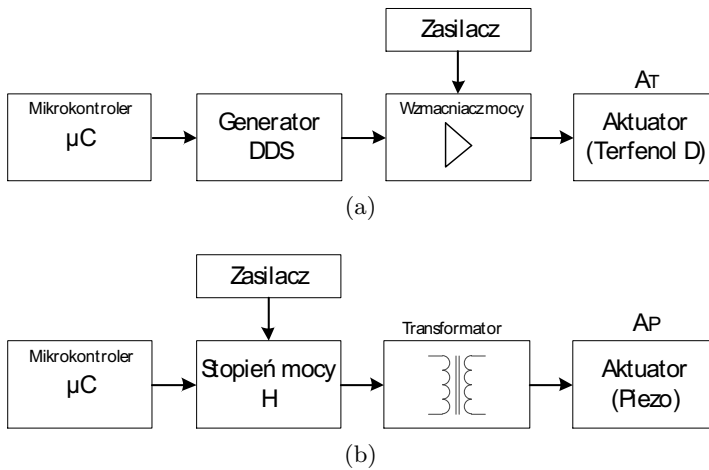 Zasilacz
AT
Mikrokontroler
µC
Generator
DDS
Wzmacniacz mocy
Aktuator
(Terfenol D)
(a)
Zasilacz
Transformator
AP
Mikrokontroler
µC
Stopień mocy
H
Aktuator
(Piezo)
(b)